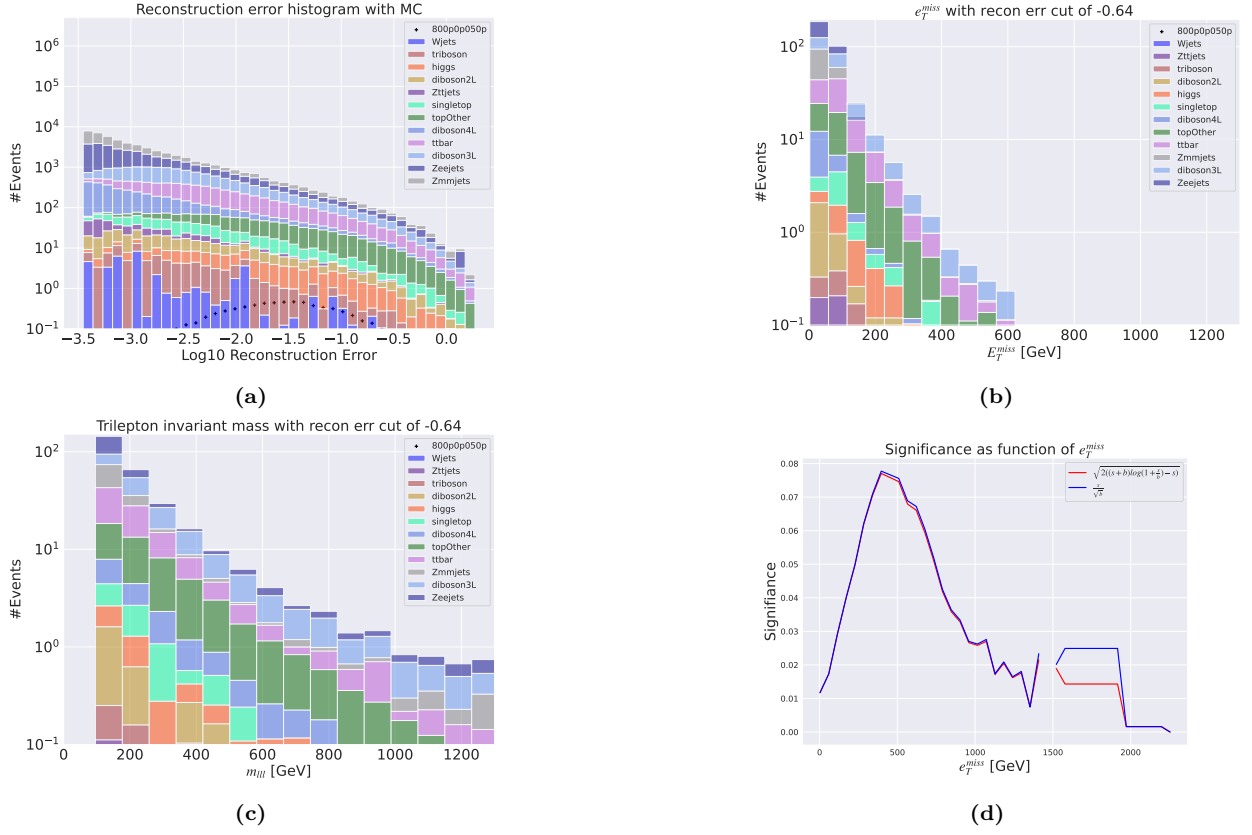 Reconstruction error histogram with MC
#Events
10^6
10^5
10^4
10^3
10^2
10^1
10^0
10^{-1}
800p0p050p
Wjets
triboson
higgs
diboson2L
Zttjets
singletop
topOther
diboson4L
ttbar
diboson3L
Zeejets
Zmmjets
−3.5 −3.0 −2.5 −2.0 −1.5 −1.0 −0.5 0.0
Log10 Reconstruction Error
(a)
e_T^{miss} with recon err cut of -0.64
#Events
10^2
10^1
10^0
10^{-1}
800p0p050p
Wjets
Zttjets
triboson
diboson2L
higgs
singletop
diboson4L
topOther
ttbar
Zmmjets
diboson3L
Zeejets
0 200 400 600 800 1000 1200
E_T^{miss} [GeV]
(b)
Trilepton invariant mass with recon err cut of -0.64
#Events
10^2
10^1
10^0
10^{-1}
800p0p050p
Wjets
Zttjets
triboson
diboson2L
higgs
singletop
diboson4L
topOther
ttbar
Zmmjets
diboson3L
Zeejets
0 200 400 600 800 1000 1200
m_{lll} [GeV]
(c)
Significance as function of e_T^{miss}
Signifiance
0.08
0.07
0.06
0.05
0.04
0.03
0.02
0.01
0.00
√2((s+b)log(1+s/b)−s)
s/√b
0 500 1000 1500 2000
e_T^{miss} [GeV]
(d)